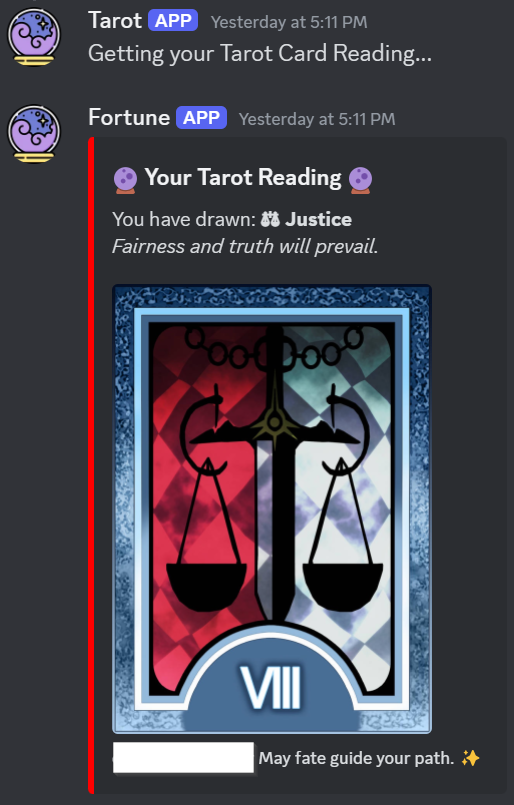 Tarot APP Yesterday at 5:11 PM
Getting your Tarot Card Reading...
Fortune APP Yesterday at 5:11 PM
🔮 Your Tarot Reading 🔮
You have drawn: ⚖ Justice
Fairness and truth will prevail.
VIII
May fate guide your path. ✨